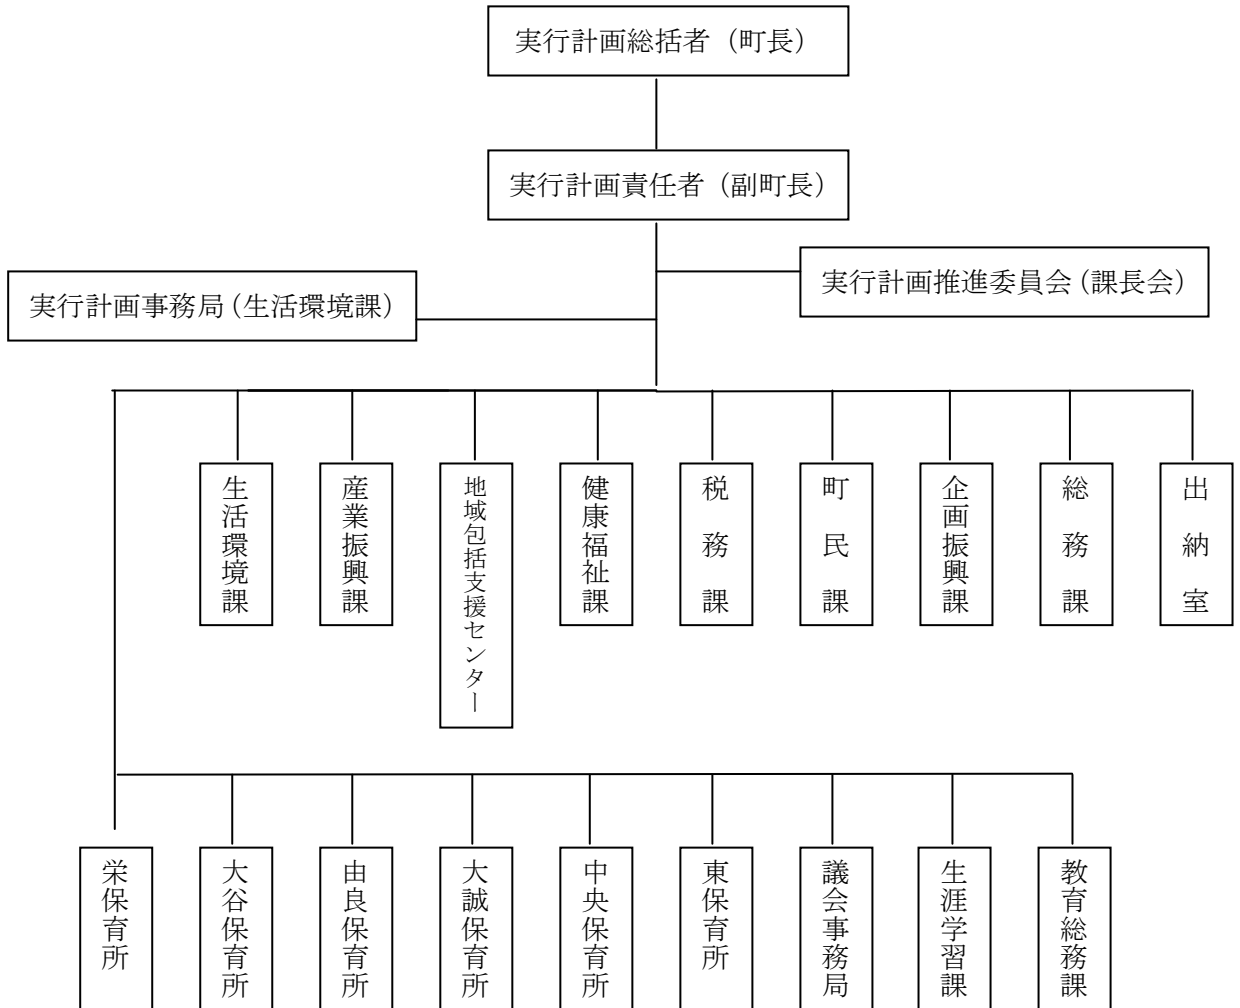 実行計画総括者（町長）
実行計画責任者（副町長）
実行計画推進委員会（課長会）
実行計画事務局（生活環境課）
生活環境課
産業振興課
地域包括支援センター
健康福祉課
税務課
町民課
企画振興課
総務課
出納室
栄保育所
大谷保育所
由良保育所
大誠保育所
中央保育所
東保育所
議会事務局
生涯学習課
教育総務課